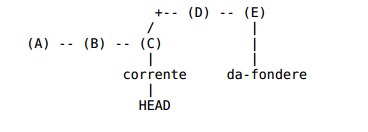 +-- (D) -- (E)
/ |
(A) -- (B) -- (C) |
| |
corrente da-fondere
|
HEAD